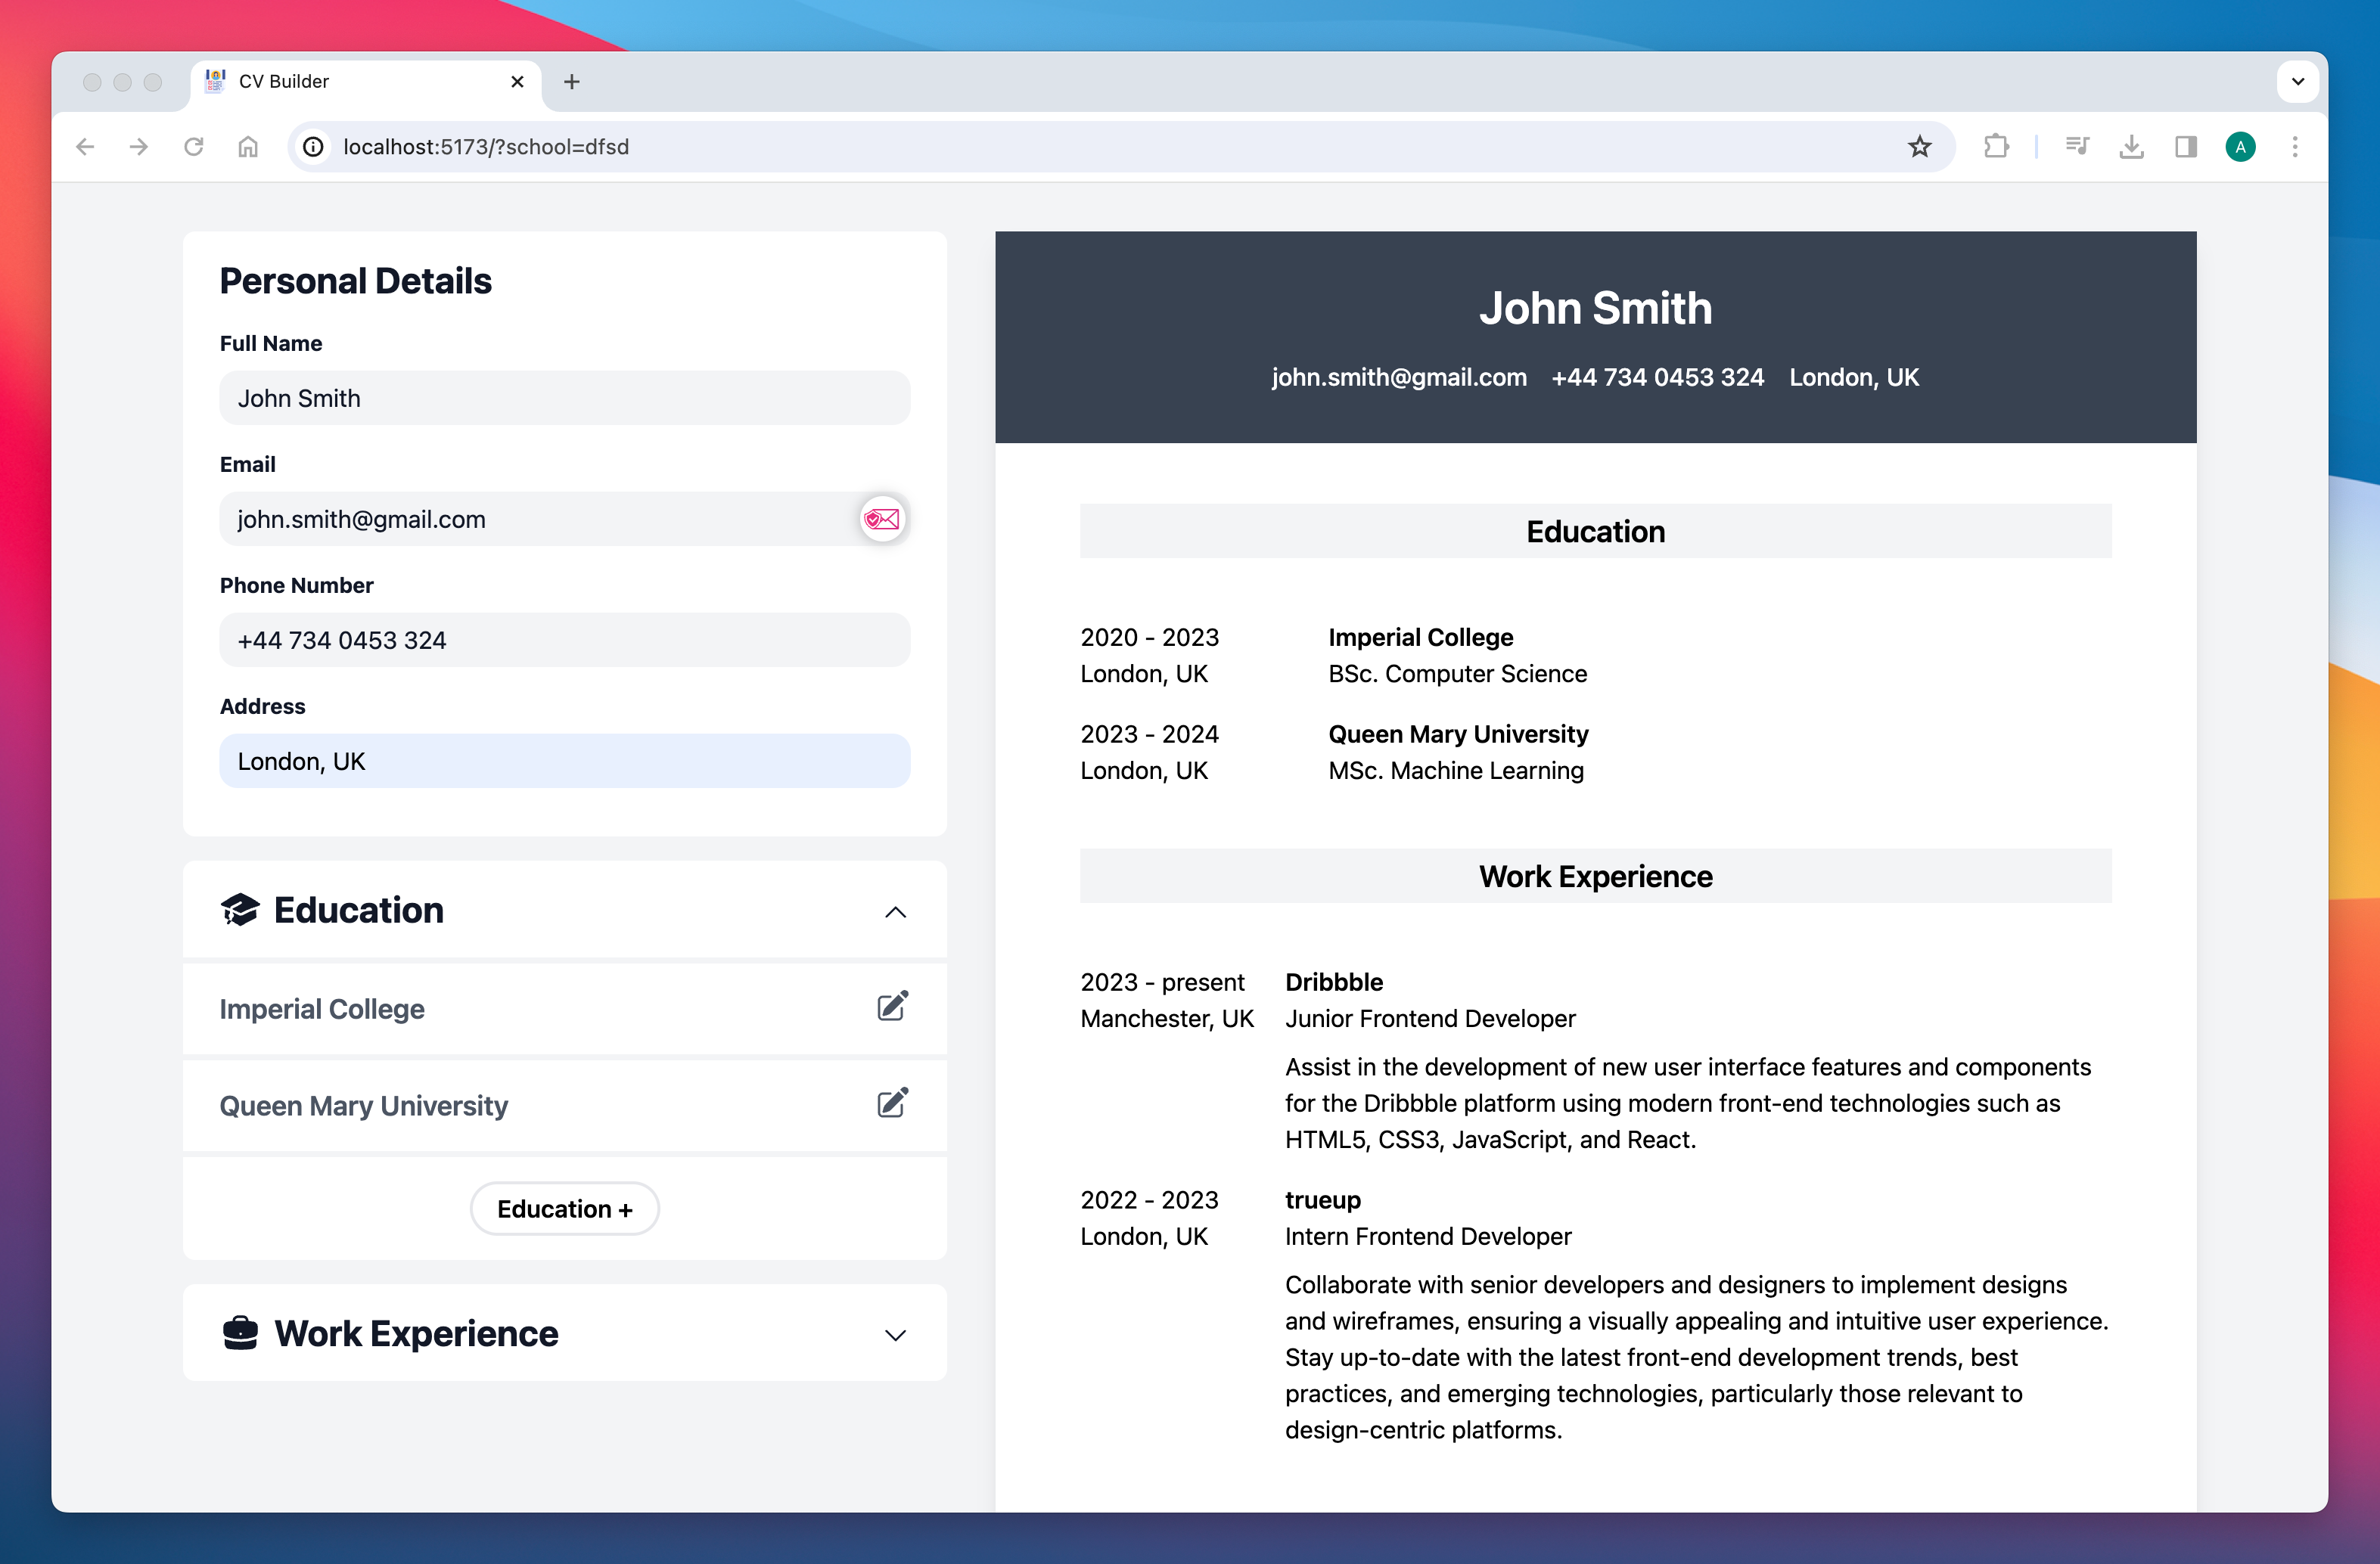 CV Builder
localhost:5173/?school=dfsd
A
Personal Details
Full Name
John Smith
Email
john.smith@gmail.com
Phone Number
+44 734 0453 324
Address
London, UK
Education
Imperial College
Queen Mary University
Education +
Work Experience
John Smith
john.smith@gmail.com +44 734 0453 324 London, UK
Education
2020 - 2023 Imperial College
London, UK BSc. Computer Science
2023 - 2024 Queen Mary University
London, UK MSc. Machine Learning
Work Experience
2023 - present Dribbble
Manchester, UK Junior Frontend Developer
Assist in the development of new user interface features and components
for the Dribbble platform using modern front-end technologies such as
HTML5, CSS3, JavaScript, and React.
2022 - 2023 trueup
London, UK Intern Frontend Developer
Collaborate with senior developers and designers to implement designs
and wireframes, ensuring a visually appealing and intuitive user experience.
Stay up-to-date with the latest front-end development trends, best
practices, and emerging technologies, particularly those relevant to
design-centric platforms.